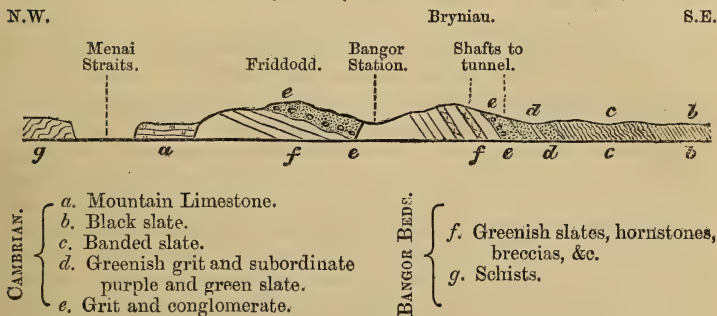 N.W. Bryniau. S.E.
Menai Straits. Friddodd. Bangor Station. Shafts to tunnel.
e e d c b
g a f e f e d c b
CAMBRIAN.
a. Mountain Limestone.
b. Black slate.
c. Banded slate.
d. Greenish grit and subordinate
purple and green slate.
e. Grit and conglomerate.
BANGOR BEDS.
f. Greenish slates, hornstones,
breccias, &c.
g. Schists.